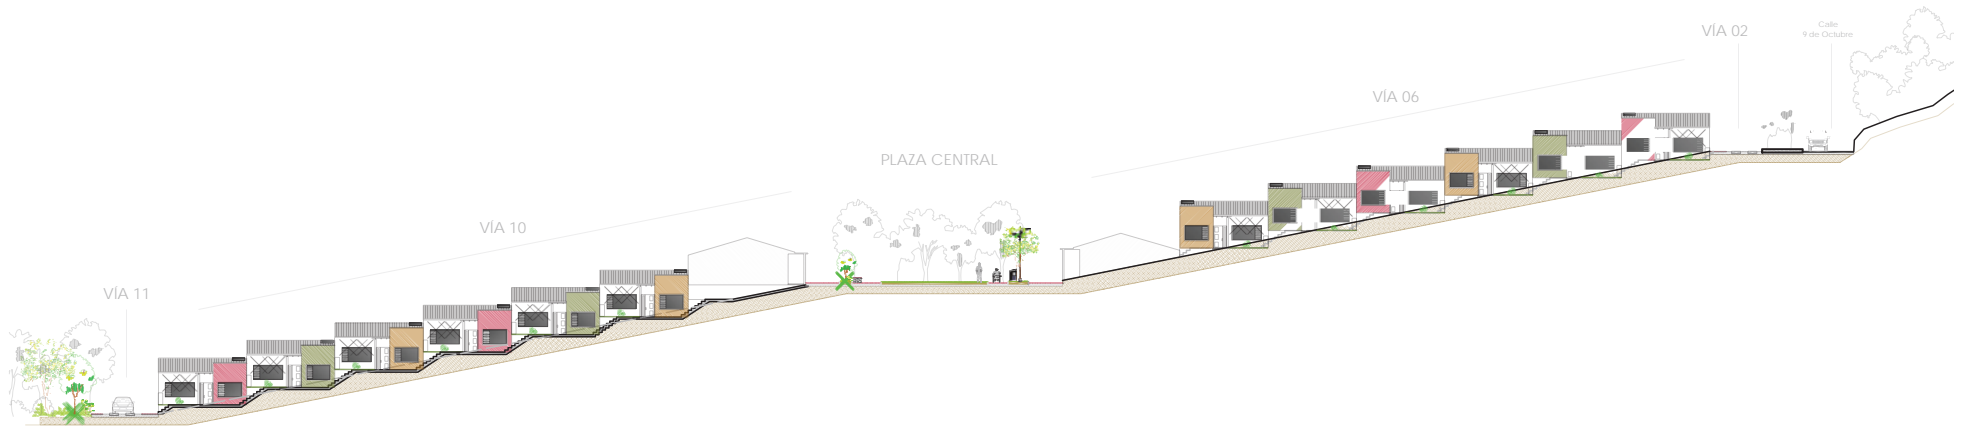 VÍA 11
VÍA 10
PLAZA CENTRAL
VÍA 06
VÍA 02
Calle
9 de Octubre